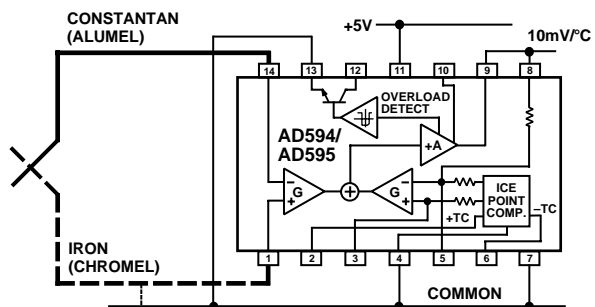 CONSTANTAN
(ALUMEL)
+5V
10mV/°C
14 13 12 11 10 9 8
OVERLOAD
DETECT
AD594/
AD595
+A
– G +
– G +
ICE
POINT
COMP.
+TC
–TC
IRON
(CHROMEL)
1 2 3 4 5 6 7
COMMON